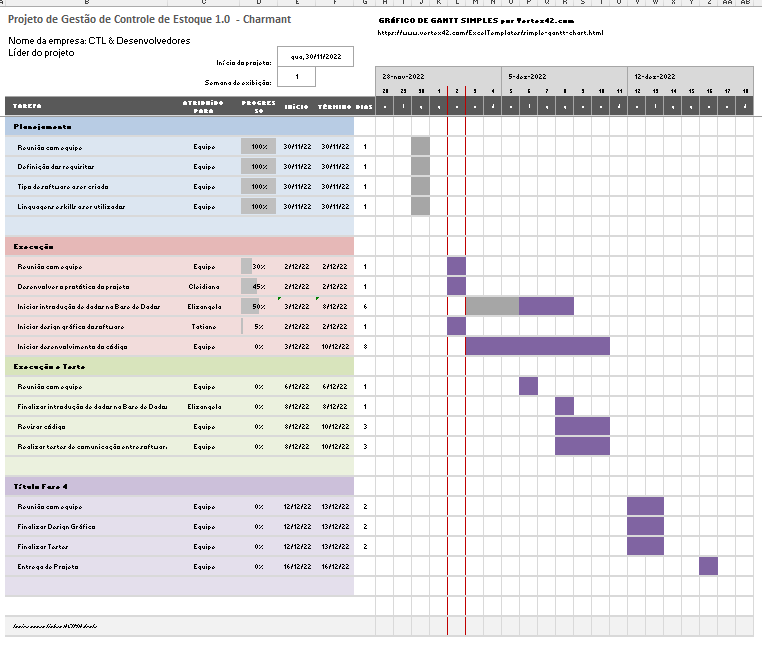 A B C D E F G H I J K L M N O P Q R S T U V W X Y Z AA AB
Projeto de Gestão de Controle de Estoque 1.0 - Charmant
GRÁFICO DE GANTT SIMPLES por Vertex42.com
https://www.vertex42.com/ExcelTemplates/simple-gantt-chart.html
Nome da empresa: CTL & Desenvolvedores
Líder do projeto
Início do projeto: qua, 30/11/2022
Semana de exibição: 1
28-nov-2022 5-dez-2022 12-dez-2022
28 29 30 1 2 3 4 5 6 7 8 9 10 11 12 13 14 15 16 17 18
TAREFA ATRIBUÍDO PARA PROGRESSO INÍCIO TÉRMINO DIAS s t q q s s d s t q q s s d s t q q s s d
Planejamento
Reunião com equipe Equipe 100% 30/11/22 30/11/22 1
Definição dos requisitos Equipe 100% 30/11/22 30/11/22 1
Tipo de software a ser criado Equipe 100% 30/11/22 30/11/22 1
Linguagens e skills a ser utilizadas Equipe 100% 30/11/22 30/11/22 1
Execução
Reunião com equipe Equipe 30% 2/12/22 2/12/22 1
Desenvolver o protótipo do projeto Cleidiana 45% 2/12/22 2/12/22 1
Iniciar introdução de dados na Base de Dados Elizangela 50% 3/12/22 8/12/22 6
Iniciar design gráfico do software Tatiane 5% 2/12/22 2/12/22 1
Iniciar desenvolvimento do código Equipe 0% 3/12/22 10/12/22 8
Execução e Teste
Reunião com equipe Equipe 0% 6/12/22 6/12/22 1
Finalizar introdução de dados na Base de Dados Elizangela 0% 8/12/22 8/12/22 1
Revisar código Equipe 0% 8/12/22 10/12/22 3
Realizar testes de comunicação entre softwar Equipe 0% 8/12/22 10/12/22 3
Título Fase 4
Reunião com equipe Equipe 0% 12/12/22 13/12/22 2
Finalizar Design Gráfico Equipe 0% 12/12/22 13/12/22 2
Finalizar Testes Equipe 0% 12/12/22 13/12/22 2
Entrega do Projeto Equipe 0% 16/12/22 16/12/22